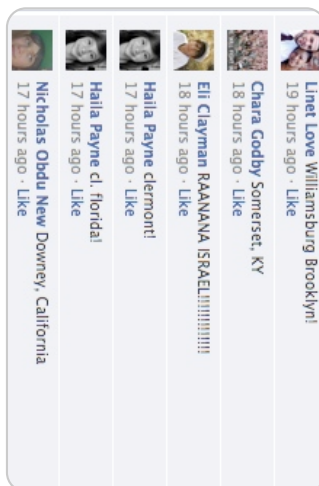 Linet Love Williamsburg Brooklyn!
19 hours ago · Like
Chara Godby Somerset, KY
18 hours ago · Like
Eli Clayman RAANANA ISRAEL!!!!!!!!!!!!!
18 hours ago · Like
Haila Payne clermont!
17 hours ago · Like
Haila Payne cl. florida!
17 hours ago · Like
Nicholas Obdu New Downey, California
17 hours ago · Like